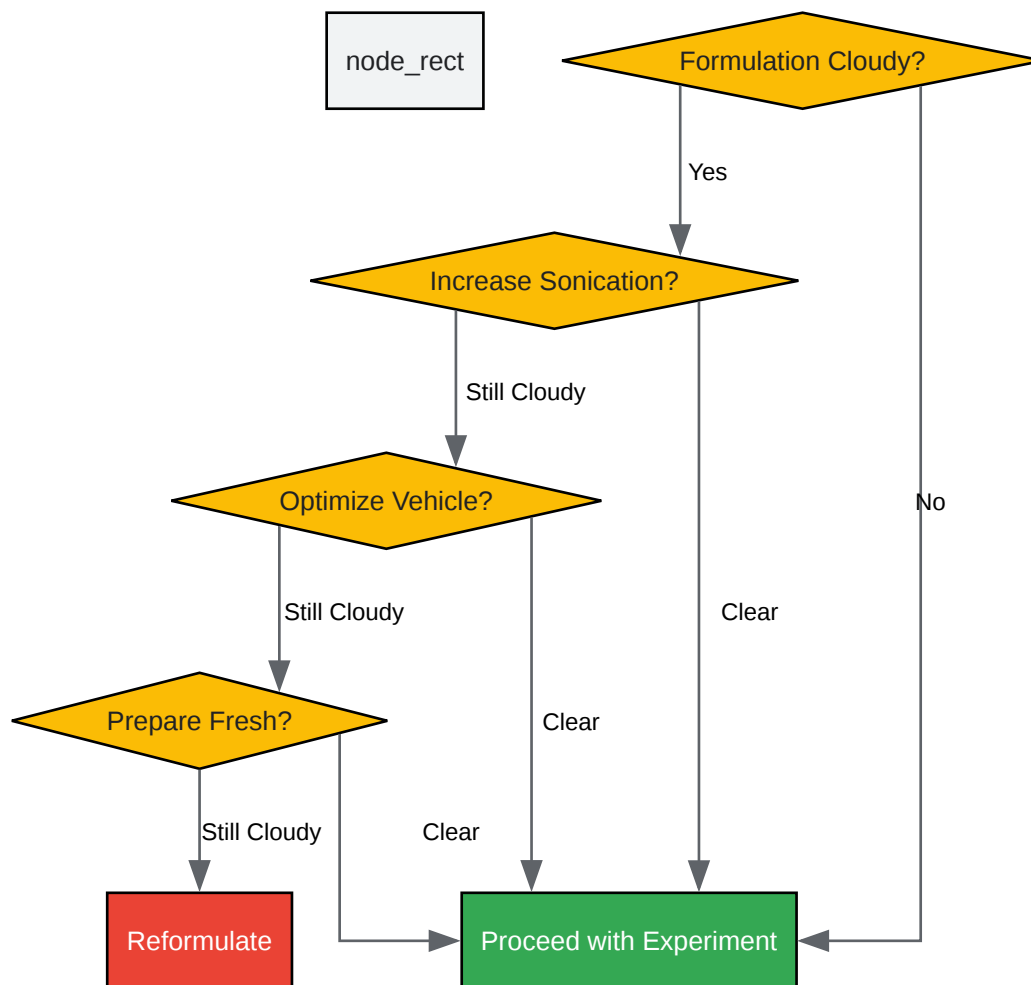 node_rect
Formulation Cloudy?
Yes
Increase Sonication?
Still Cloudy
Optimize Vehicle?
No
Still Cloudy
Clear
Prepare Fresh?
Clear
Still Cloudy
Clear
Reformulate
Proceed with Experiment